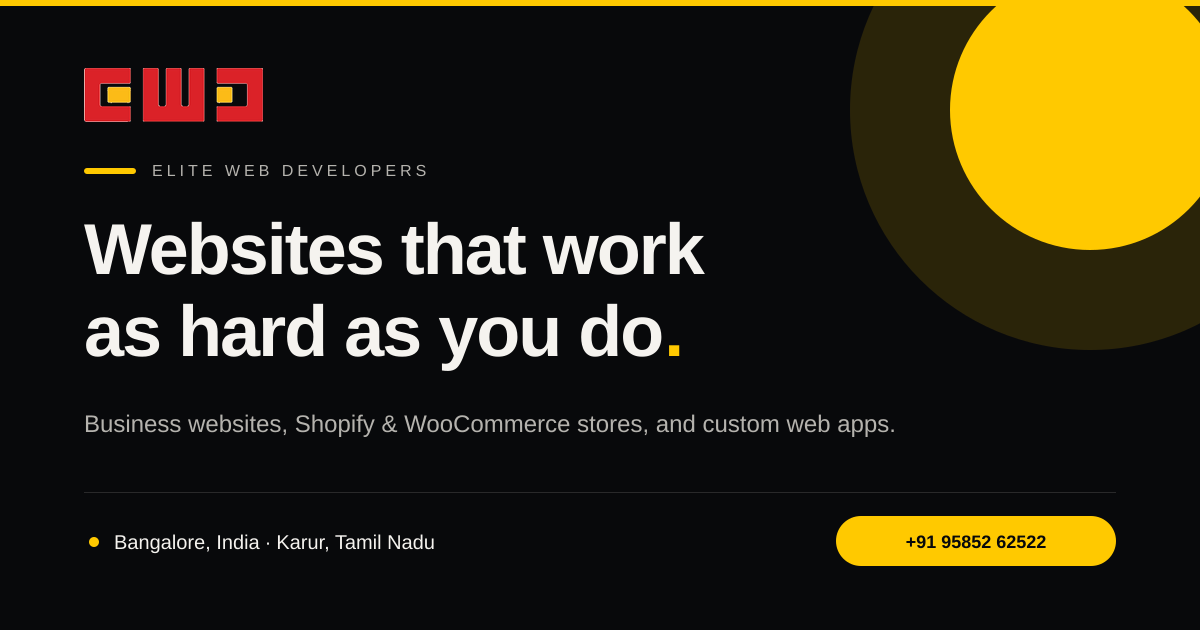 EWD
ELITE WEB DEVELOPERS
Websites that work
as hard as you do.
Business websites, Shopify & WooCommerce stores, and custom web apps.
Bangalore, India · Karur, Tamil Nadu
+91 95852 62522